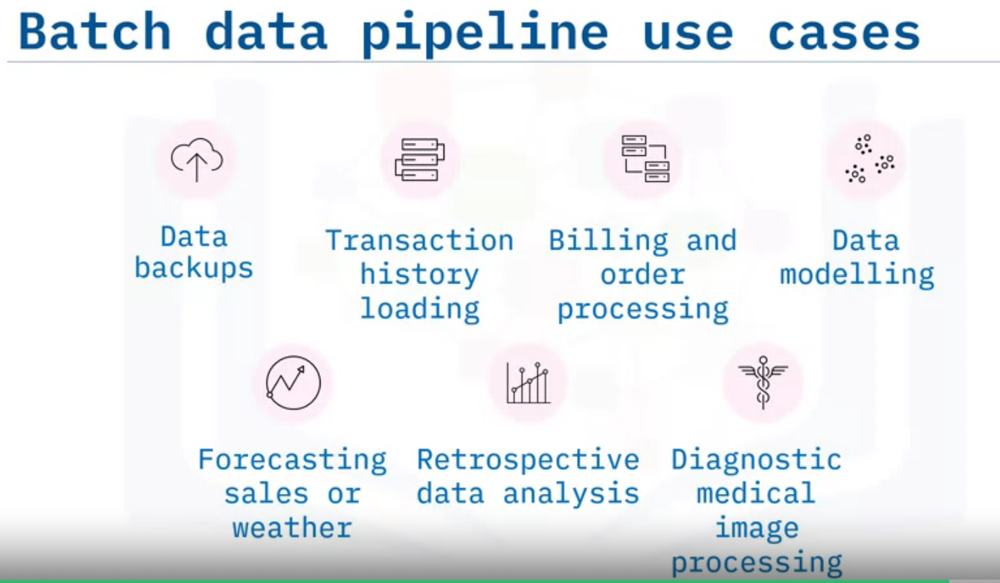 Batch data pipeline use cases
Data
backups
Transaction
history
loading
Billing and
order
processing
Data
modelling
Forecasting
sales or
weather
Retrospective
data analysis
Diagnostic
medical
image
processing